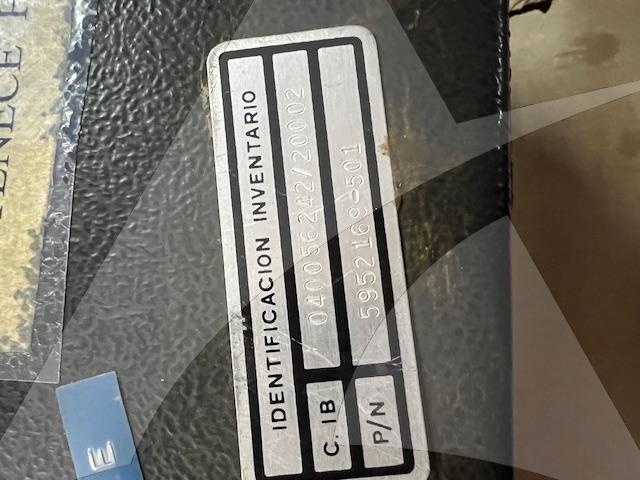 IDENTIFICACION INVENTARIO
C. IB 040056242/20002
P/N 5952169-501
E